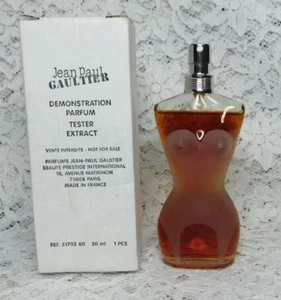 Jean Paul
GAULTIER
DEMONSTRATION
PARFUM
TESTER
EXTRACT
VENTE INTERDITE - NOT FOR SALE
PARFUMS JEAN-PAUL GAULTIER
BEAUTE PRESTIGE INTERNATIONAL
18, AVENUE MATIGNON
75008 PARIS
MADE IN FRANCE
REF. 51703 60 50 ml 1 PCE